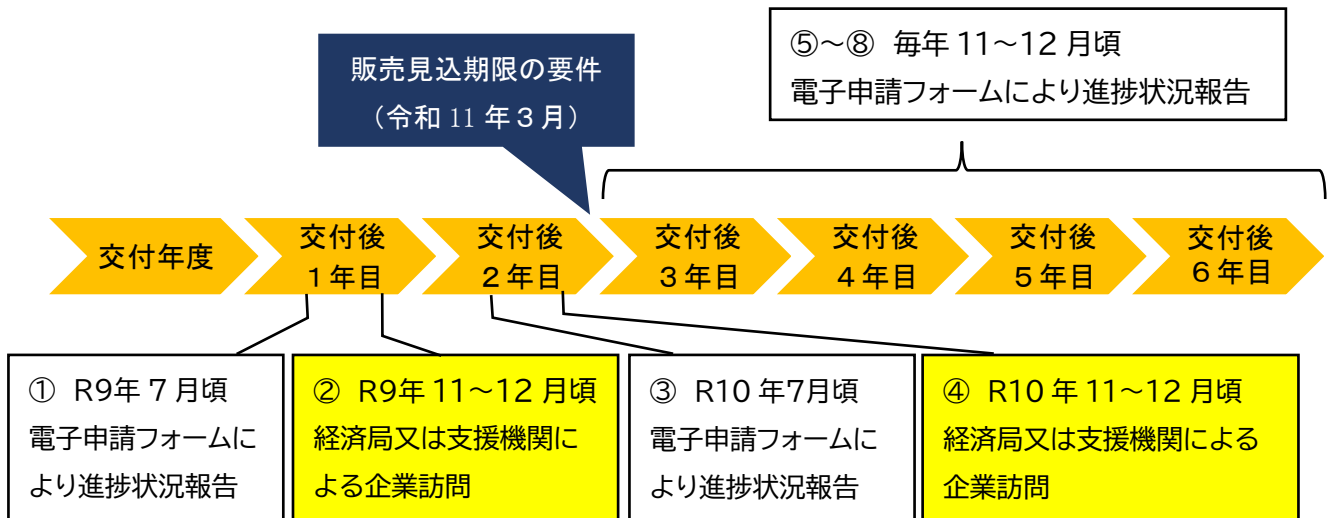 ⑤～⑧ 毎年 11～12 月頃
電子申請フォームにより進捗状況報告
販売見込期限の要件
（令和 11 年３月）
交付年度
交付後
１年目
交付後
２年目
交付後
３年目
交付後
４年目
交付後
５年目
交付後
６年目
① R9年 7 月頃
電子申請フォームに
より進捗状況報告
② R9年 11～12 月頃
経済局又は支援機関に
よる企業訪問
③ R10 年7月頃
電子申請フォームに
より進捗状況報告
④ R10 年 11～12 月頃
経済局又は支援機関による
企業訪問